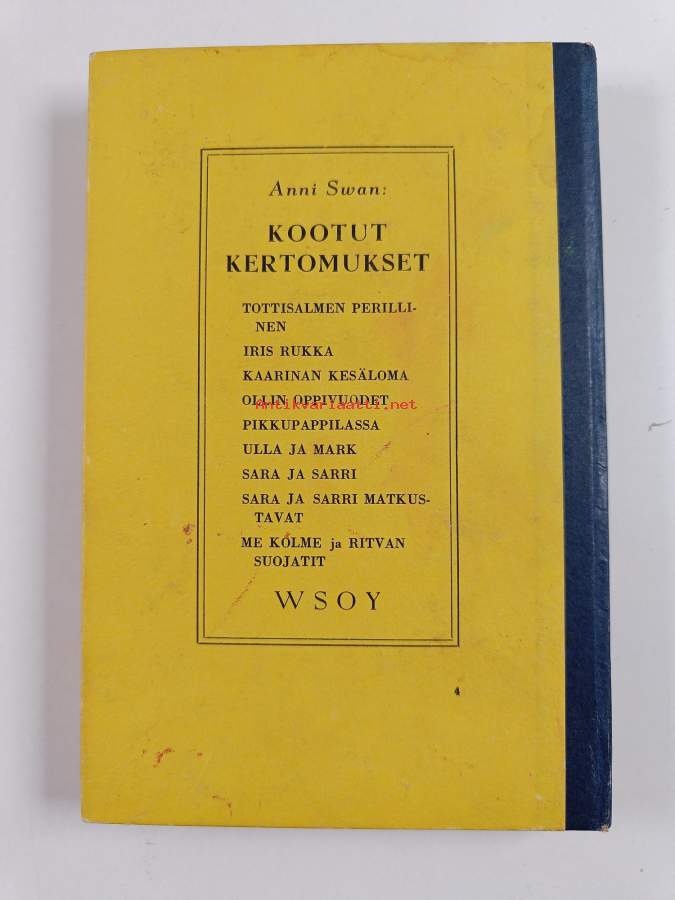 Anni Swan:
KOOTUT
KERTOMUKSET
TOTTISALMEN PERILLI-
NEN
IRIS RUKKA
KAARINAN KESÄLOMA
OLLIN OPPIVUODET
Antikvariaatti.net
PIKKUPAPPILASSA
ULLA JA MARK
SARA JA SARRI
SARA JA SARRI MATKUS-
TAVAT
ME KOLME ja RITVAN
SUOJATIT
WSOY
4